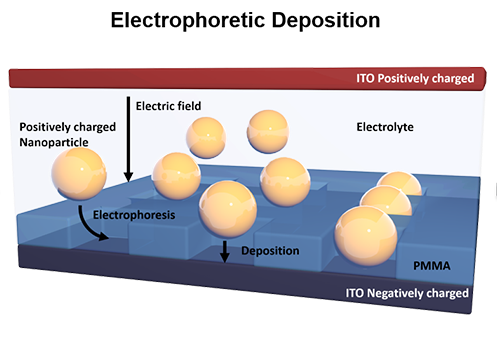 Electrophoretic Deposition
ITO Positively charged
Electric field
Positively charged
Nanoparticle
Electrolyte
Electrophoresis
Deposition
PMMA
ITO Negatively charged